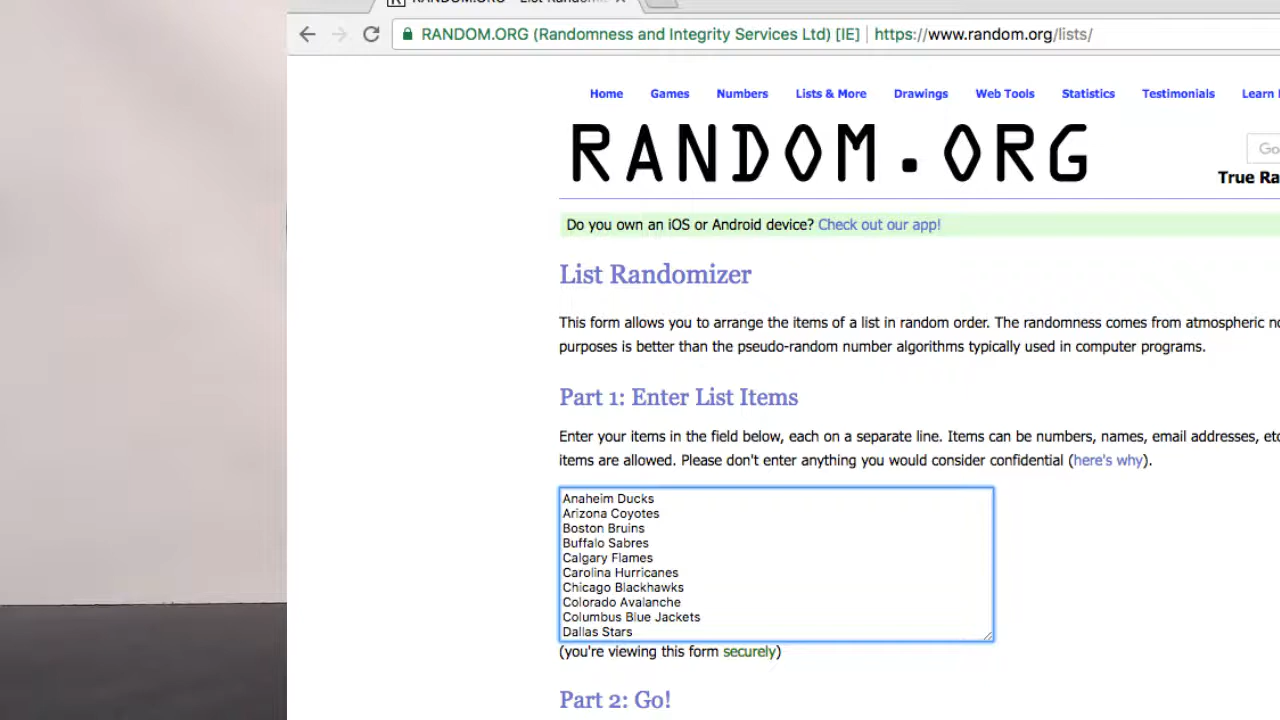 RANDOM.ORG (Randomness and Integrity Services Ltd) [IE] https://www.random.org/lists/
Home Games Numbers Lists & More Drawings Web Tools Statistics Testimonials Learn
RANDOM.ORG
Go
True Ra
Do you own an iOS or Android device? Check out our app!
List Randomizer
This form allows you to arrange the items of a list in random order. The randomness comes from atmospheric no
purposes is better than the pseudo-random number algorithms typically used in computer programs.
Part 1: Enter List Items
Enter your items in the field below, each on a separate line. Items can be numbers, names, email addresses, etc
items are allowed. Please don't enter anything you would consider confidential (here's why).
Anaheim Ducks
Arizona Coyotes
Boston Bruins
Buffalo Sabres
Calgary Flames
Carolina Hurricanes
Chicago Blackhawks
Colorado Avalanche
Columbus Blue Jackets
Dallas Stars
(you're viewing this form securely)
Part 2: Go!